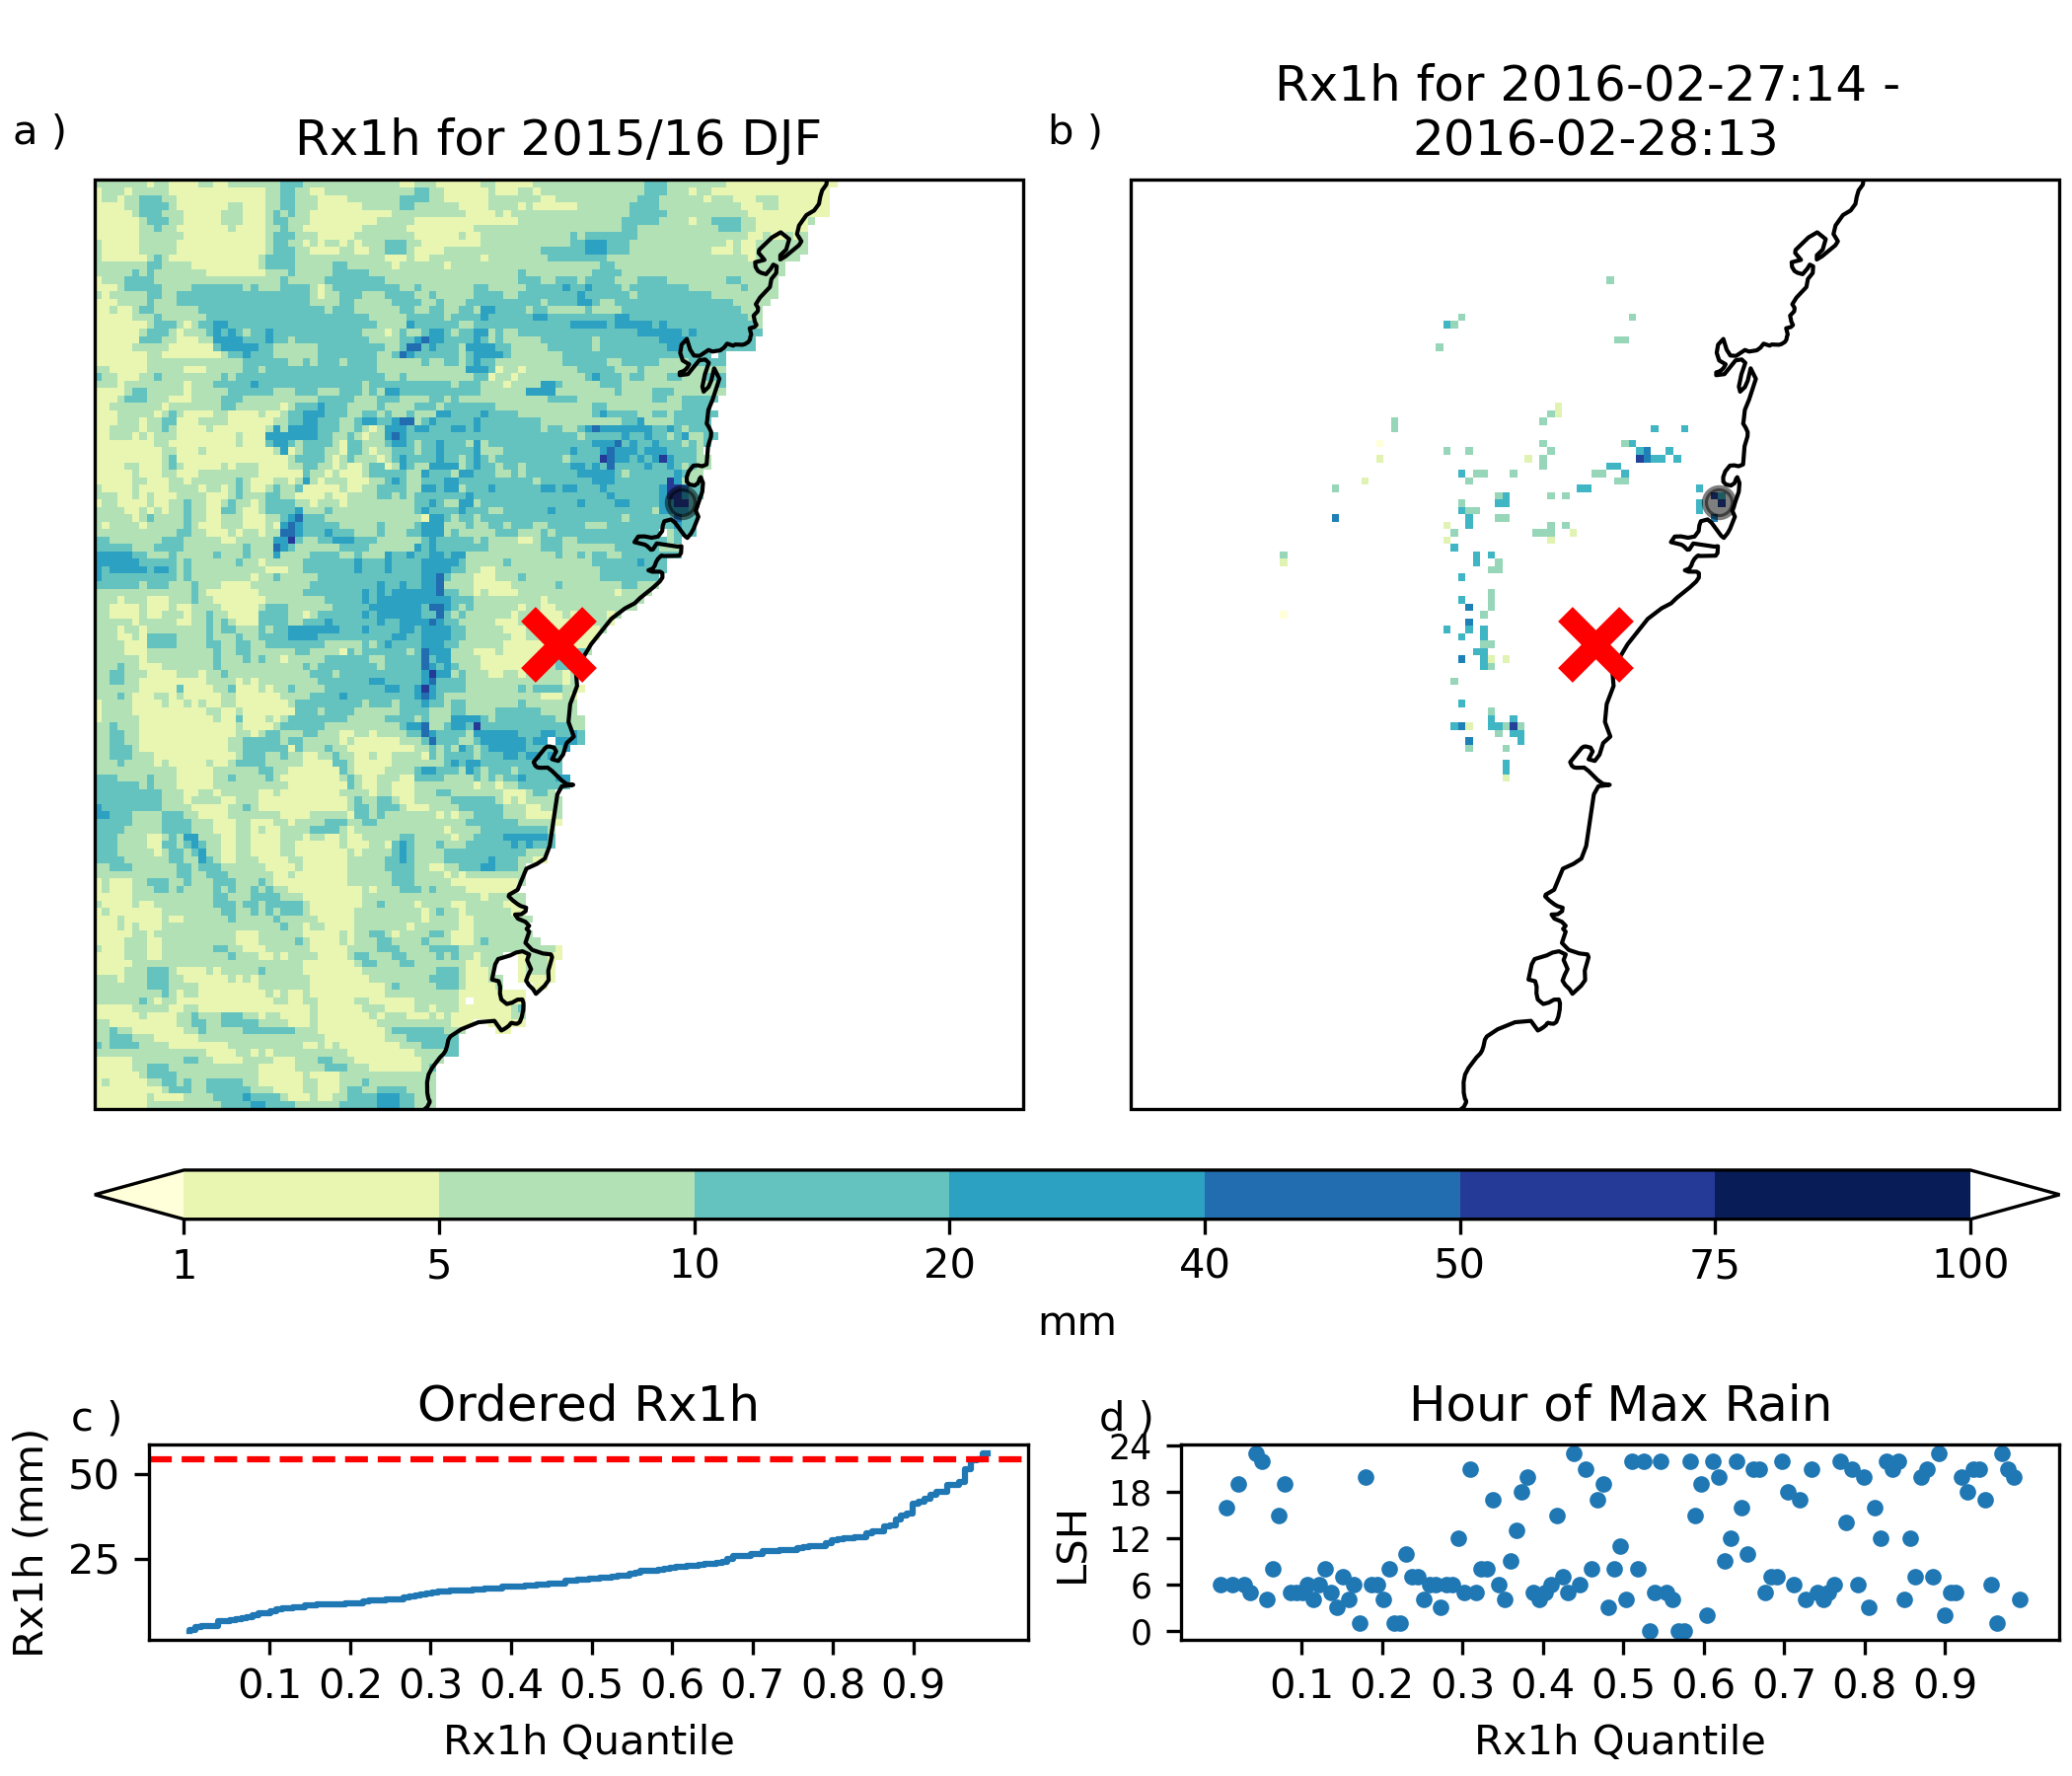 a )
Rx1h for 2015/16 DJF
b )
Rx1h for 2016-02-27:14 -
2016-02-28:13
1 5 10 20 40 50 75 100
mm
c )
Ordered Rx1h
Rx1h (mm)
50
25
0.1 0.2 0.3 0.4 0.5 0.6 0.7 0.8 0.9
Rx1h Quantile
d )
Hour of Max Rain
LSH
24
18
12
6
0
0.1 0.2 0.3 0.4 0.5 0.6 0.7 0.8 0.9
Rx1h Quantile